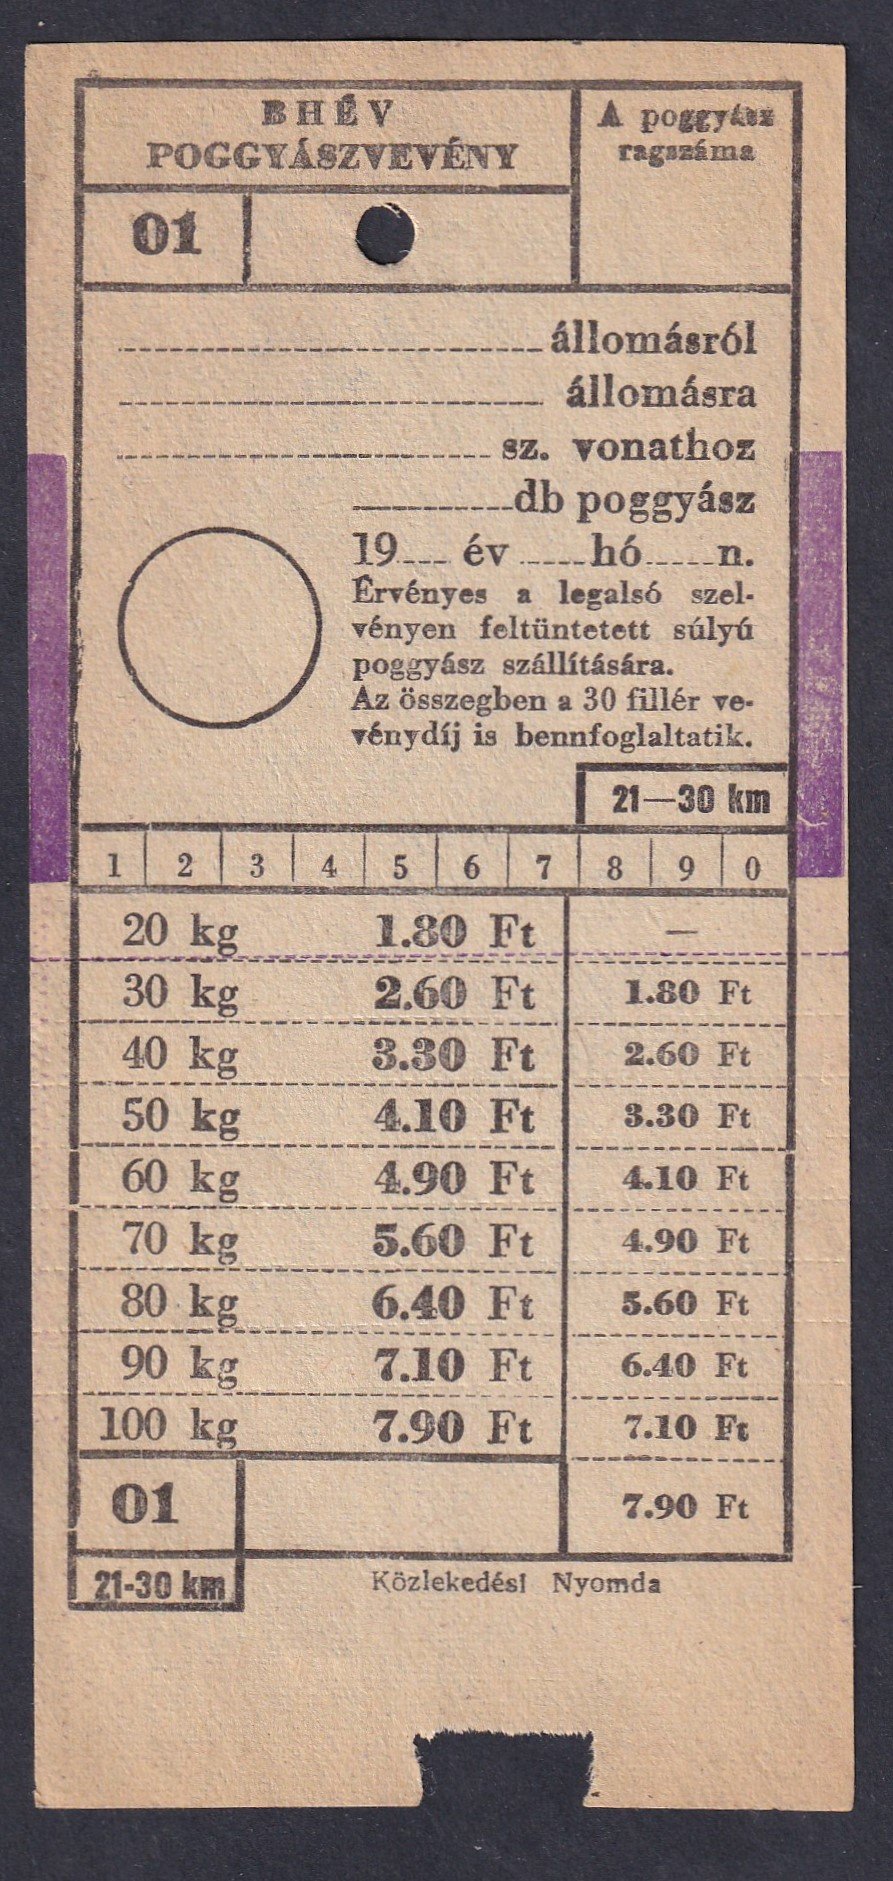 BHÉV
POGGYÁSZVEVÉNY
A poggyász
ragszáma
01
állomásról
állomásra
sz. vonathoz
db poggyász
19 év hó n.
Érvényes a legalsó szel-
vényen feltüntetett súlyú
poggyász szállítására.
Az összegben a 30 fillér ve-
vénydíj is bennfoglaltatik.
21—30 km
1 2 3 4 5 6 7 8 9 0
20 kg 1.80 Ft —
30 kg 2.60 Ft 1.80 Ft
40 kg 3.30 Ft 2.60 Ft
50 kg 4.10 Ft 3.30 Ft
60 kg 4.90 Ft 4.10 Ft
70 kg 5.60 Ft 4.90 Ft
80 kg 6.40 Ft 5.60 Ft
90 kg 7.10 Ft 6.40 Ft
100 kg 7.90 Ft 7.10 Ft
01 7.90 Ft
21-30 km
Közlekedési Nyomda